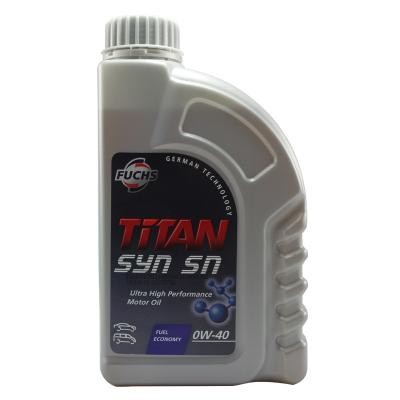 GERMAN TECHNOLOGY
FUCHS
TITAN
SYN SN
Ultra High Performance
Motor Oil
FUEL
ECONOMY
0W-40